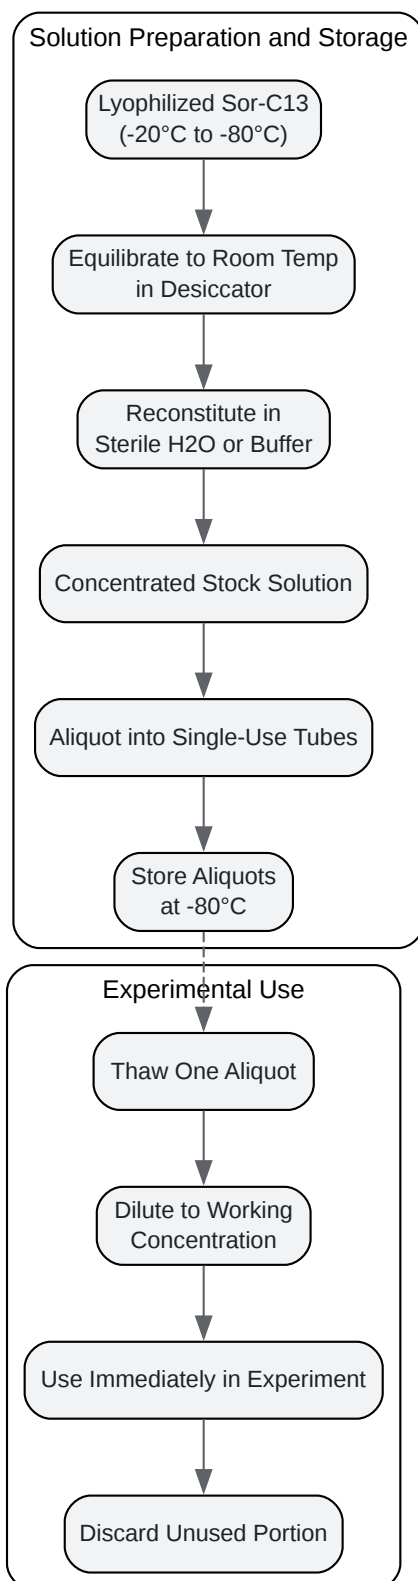 Solution Preparation and Storage
Lyophilized Sor-C13
(-20°C to -80°C)
Equilibrate to Room Temp
in Desiccator
Reconstitute in
Sterile H2O or Buffer
Concentrated Stock Solution
Aliquot into Single-Use Tubes
Store Aliquots
at -80°C
Experimental Use
Thaw One Aliquot
Dilute to Working
Concentration
Use Immediately in Experiment
Discard Unused Portion